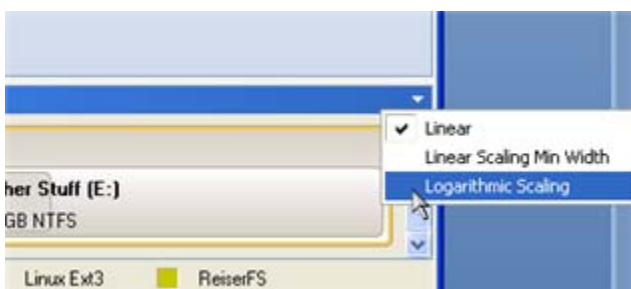 Linear
Linear Scaling Min Width
Logarithmic Scaling
her Stuff (E:)
GB NTFS
Linux Ext3 ReiserFS